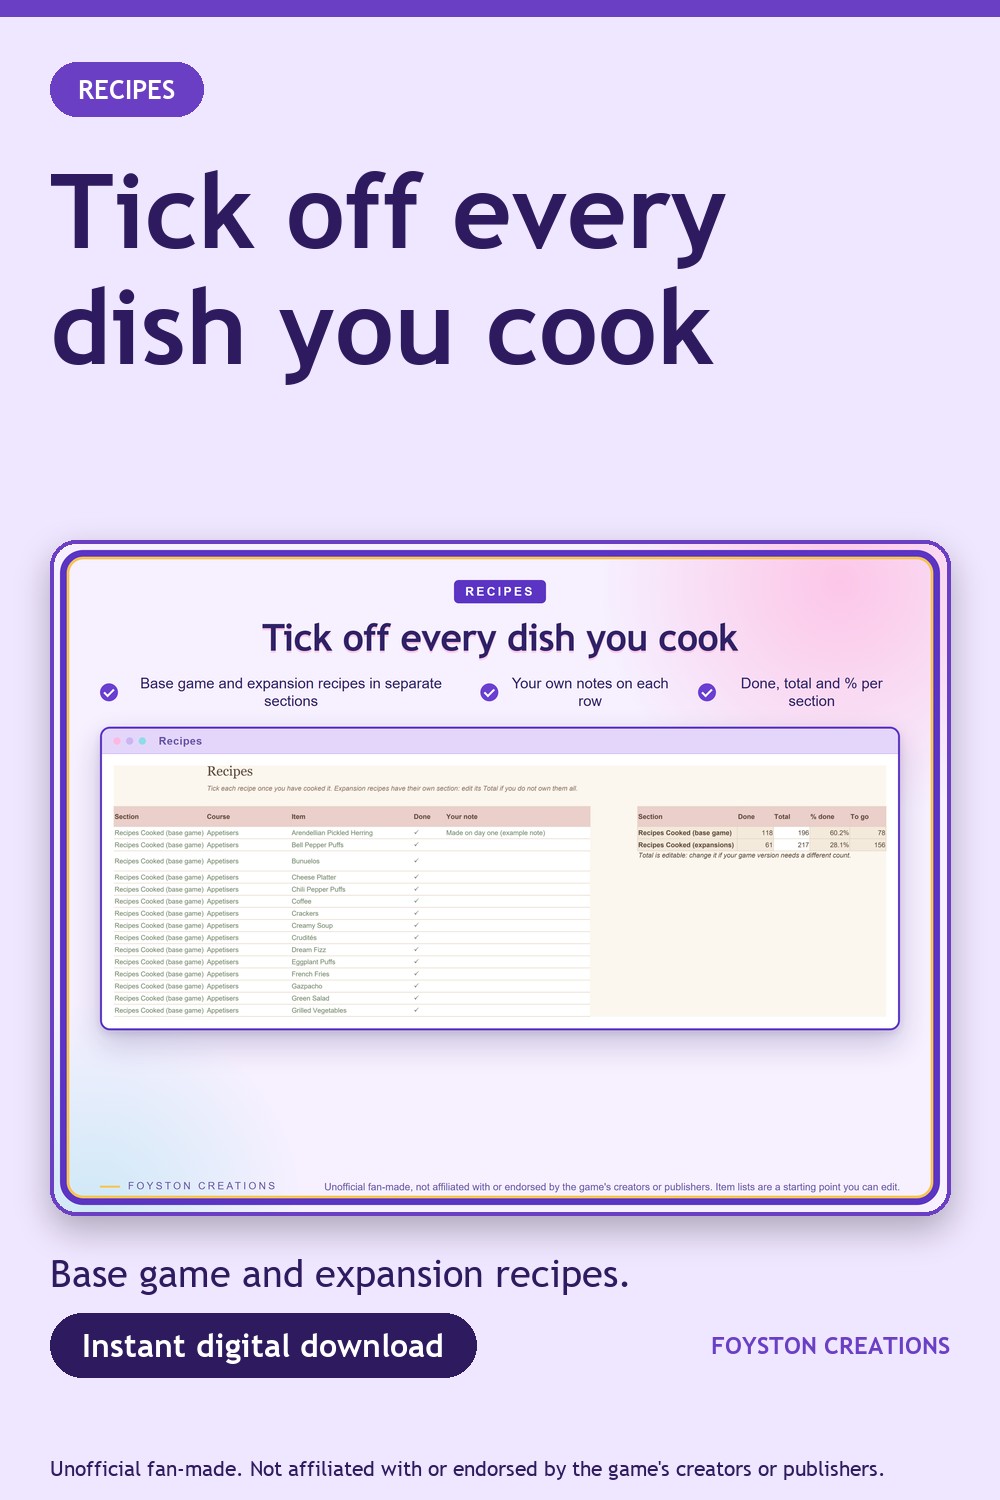 RECIPES
Tick off every
dish you cook
RECIPES
Tick off every dish you cook
Base game and expansion recipes in separate
sections
Your own notes on each
row
Done, total and % per
section
Recipes
Recipes
Tick each recipe once you have cooked it. Expansion recipes have their own section: edit its Total if you do not own them all.
Section Course Item Done Your note
Recipes Cooked (base game) Appetisers Arendellian Pickled Herring ✓ Made on day one (example note)
Recipes Cooked (base game) Appetisers Bell Pepper Puffs ✓
Recipes Cooked (base game) Appetisers Bunuelos ✓
Recipes Cooked (base game) Appetisers Cheese Platter ✓
Recipes Cooked (base game) Appetisers Chili Pepper Puffs ✓
Recipes Cooked (base game) Appetisers Coffee ✓
Recipes Cooked (base game) Appetisers Crackers ✓
Recipes Cooked (base game) Appetisers Creamy Soup ✓
Recipes Cooked (base game) Appetisers Crudités ✓
Recipes Cooked (base game) Appetisers Dream Fizz ✓
Recipes Cooked (base game) Appetisers Eggplant Puffs ✓
Recipes Cooked (base game) Appetisers French Fries ✓
Recipes Cooked (base game) Appetisers Gazpacho ✓
Recipes Cooked (base game) Appetisers Green Salad ✓
Recipes Cooked (base game) Appetisers Grilled Vegetables ✓
Section Done Total % done To go
Recipes Cooked (base game) 118 196 60.2% 78
Recipes Cooked (expansions) 61 217 28.1% 156
Total is editable: change it if your game version needs a different count.
FOYSTON CREATIONS
Unofficial fan-made, not affiliated with or endorsed by the game's creators or publishers. Item lists are a starting point you can edit.
Base game and expansion recipes.
Instant digital download
FOYSTON CREATIONS
Unofficial fan-made. Not affiliated with or endorsed by the game's creators or publishers.